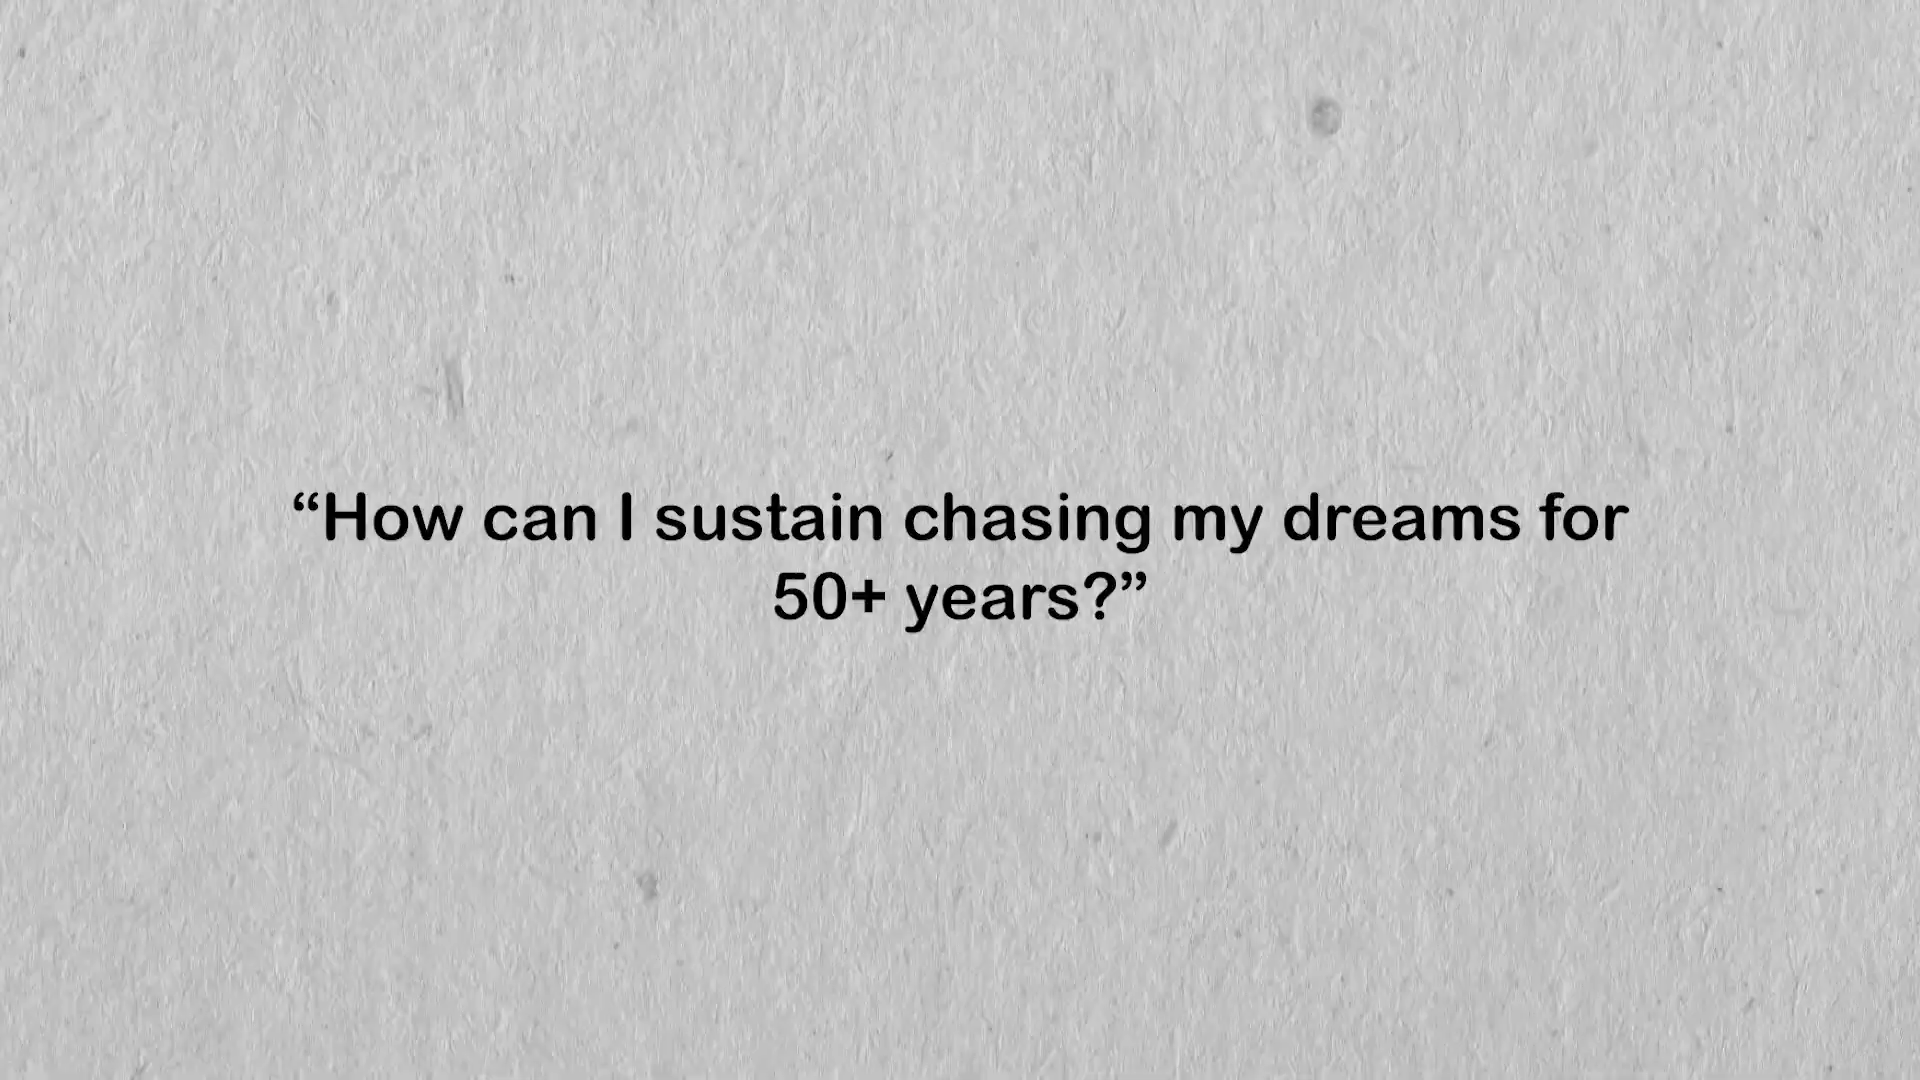 “How can I sustain chasing my dreams for
50+ years?”